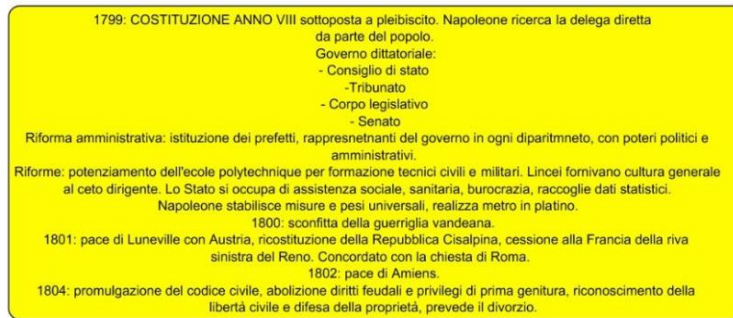 1799: COSTITUZIONE ANNO VIII sottoposta a pleibiscito. Napoleone ricerca la delega diretta
da parte del popolo.
Governo dittatoriale:
- Consiglio di stato
-Tribunato
- Corpo legislativo
- Senato
Riforma amministrativa: istituzione dei prefetti, rappresnetnanti del governo in ogni diparitmneto, con poteri politici e
amministrativi.
Riforme: potenziamento dell'ecole polytechnique per formazione tecnici civili e militari. Lincei fornivano cultura generale
al ceto dirigente. Lo Stato si occupa di assistenza sociale, sanitaria, burocrazia, raccoglie dati statistici.
Napoleone stabilisce misure e pesi universali, realizza metro in platino.
1800: sconfitta della guerriglia vandeana.
1801: pace di Luneville con Austria, ricostituzione della Repubblica Cisalpina, cessione alla Francia della riva
sinistra del Reno. Concordato con la chiesta di Roma.
1802: pace di Amiens.
1804: promulgazione del codice civile, abolizione diritti feudali e privilegi di prima genitura, riconoscimento della
libertà civile e difesa della proprietà, prevede il divorzio.